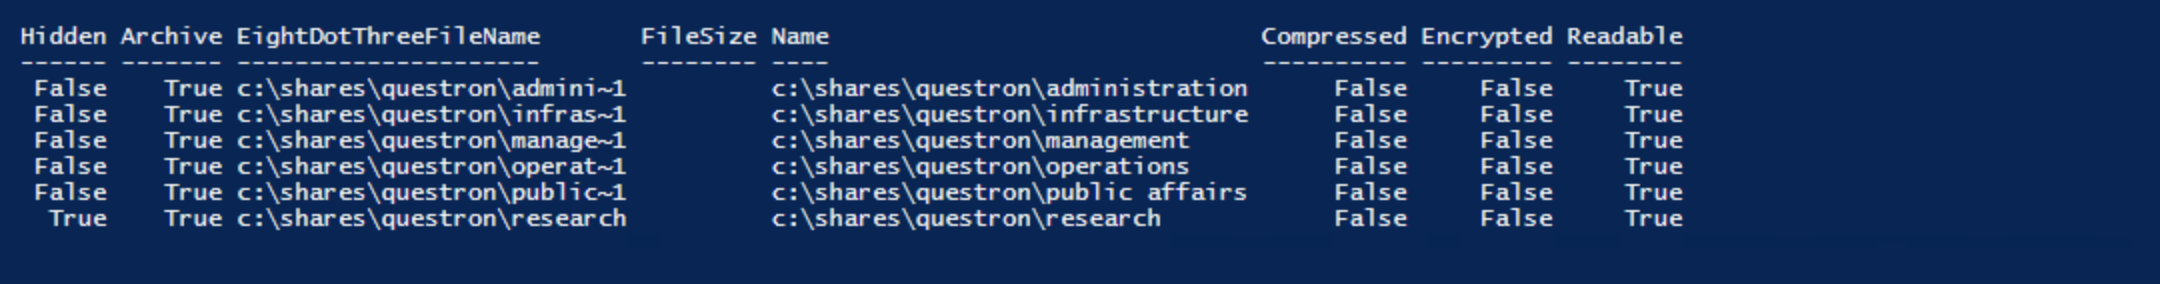 Hidden Archive EightDotThreeFileName       FileSize Name                              Compressed Encrypted Readable
------ ------- ---------------------       -------- ----                              ---------- --------- --------
 False    True c:\shares\questron\admini~1          c:\shares\questron\administration      False     False     True
 False    True c:\shares\questron\infras~1          c:\shares\questron\infrastructure      False     False     True
 False    True c:\shares\questron\manage~1          c:\shares\questron\management          False     False     True
 False    True c:\shares\questron\operat~1          c:\shares\questron\operations          False     False     True
 False    True c:\shares\questron\public~1          c:\shares\questron\public affairs      False     False     True
  True    True c:\shares\questron\research          c:\shares\questron\research            False     False     True